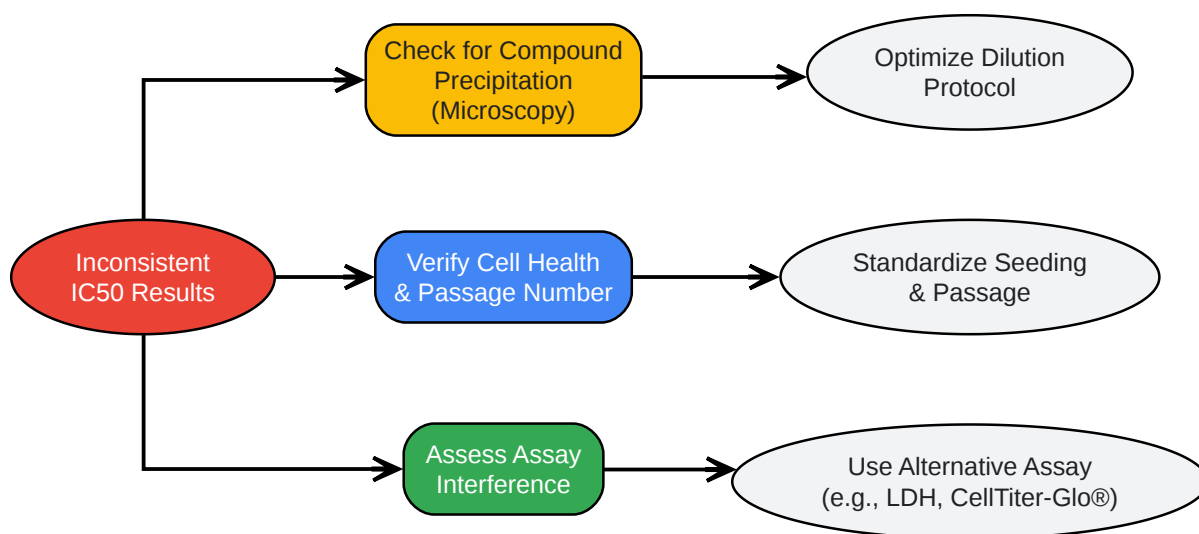 Check for Compound
Precipitation
(Microscopy)
Optimize Dilution
Protocol
Inconsistent
IC50 Results
Verify Cell Health
& Passage Number
Standardize Seeding
& Passage
Assess Assay
Interference
Use Alternative Assay
(e.g., LDH, CellTiter-Glo®)